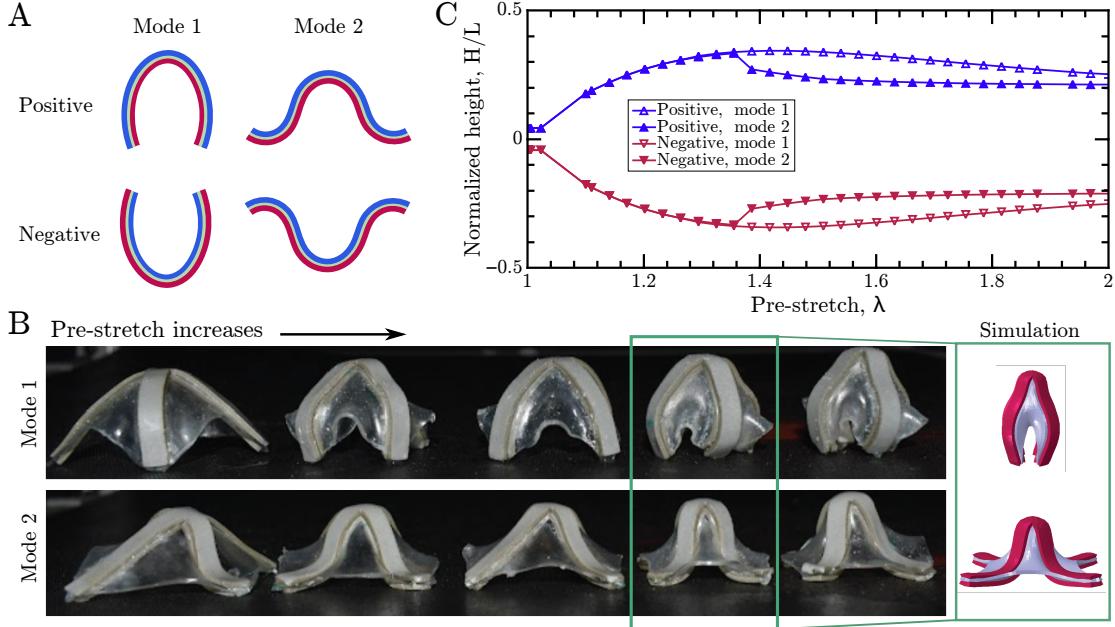 A
Mode 1
Mode 2
Positive
Negative
C
Normalized height, H/L
0.5
0
−0.5
Positive, mode 1
Positive, mode 2
Negative, mode 1
Negative, mode 2
1
1.2
1.4
1.6
1.8
2
Pre-stretch, λ
B
Pre-stretch increases
Simulation
Mode 1
Mode 2